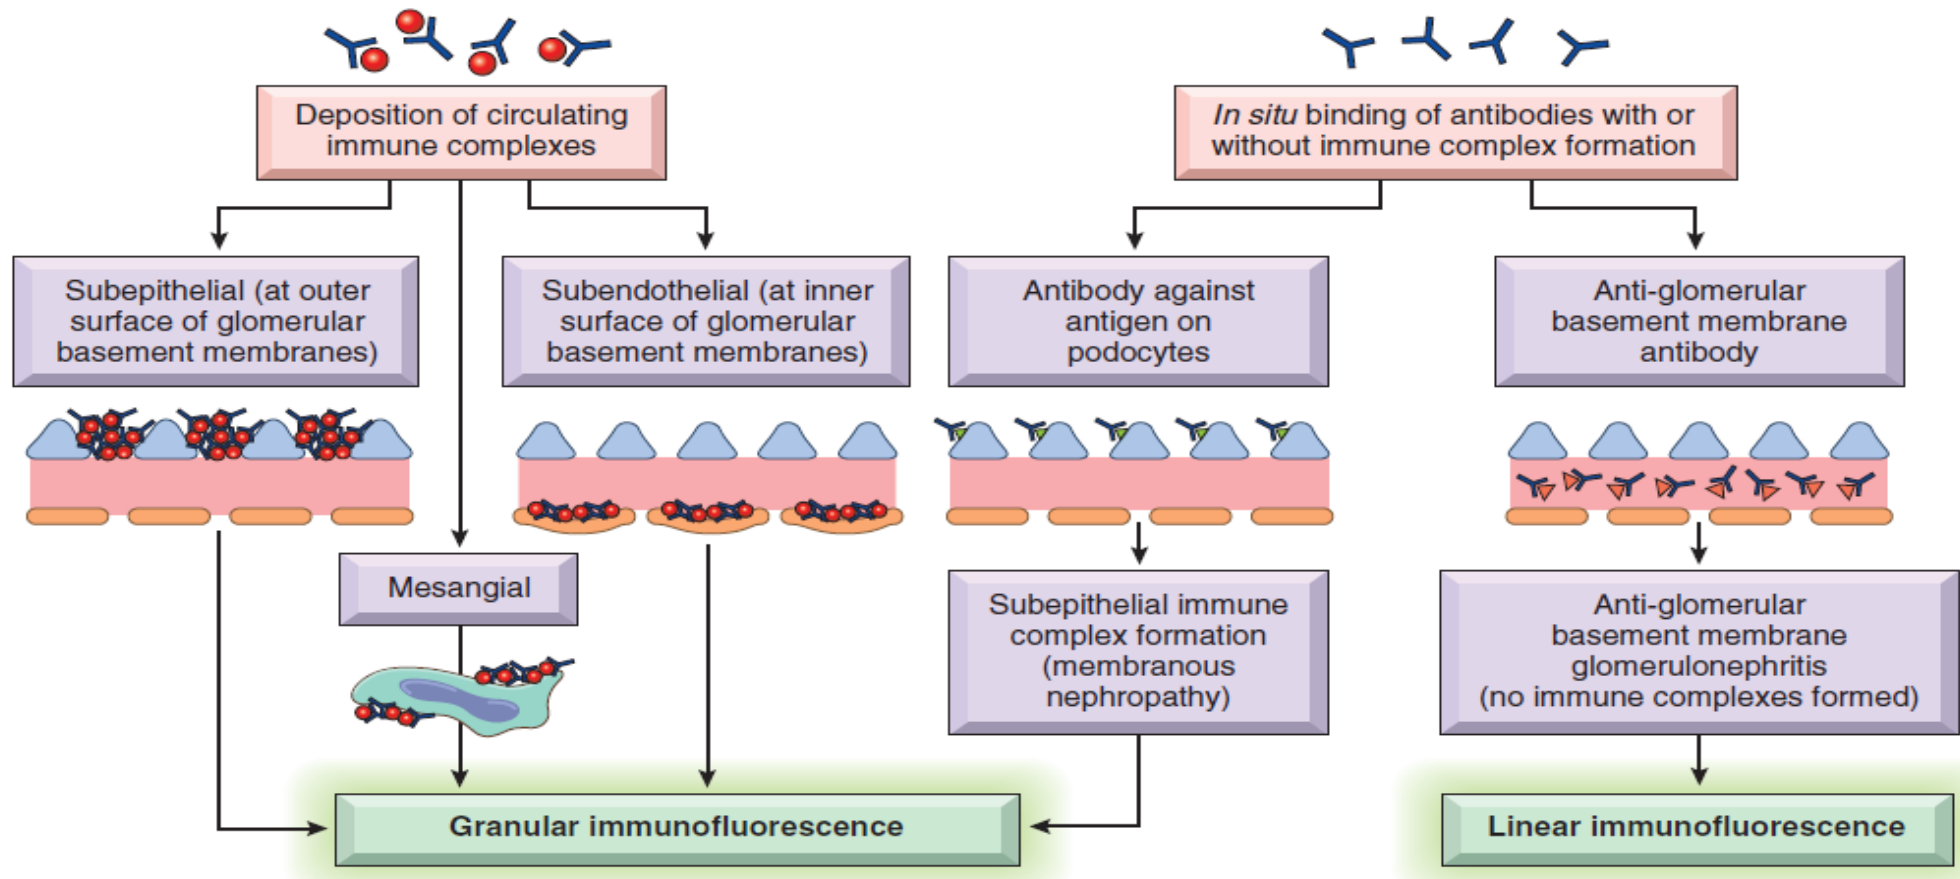 Deposition of circulating
immune complexes
In situ binding of antibodies with or
without immune complex formation
Subepithelial (at outer
surface of glomerular
basement membranes)
Subendothelial (at inner
surface of glomerular
basement membranes)
Antibody against
antigen on
podocytes
Anti-glomerular
basement membrane
antibody
Mesangial
Subepithelial immune
complex formation
(membranous
nephropathy)
Anti-glomerular
basement membrane
glomerulonephritis
(no immune complexes formed)
Granular immunofluorescence
Linear immunofluorescence